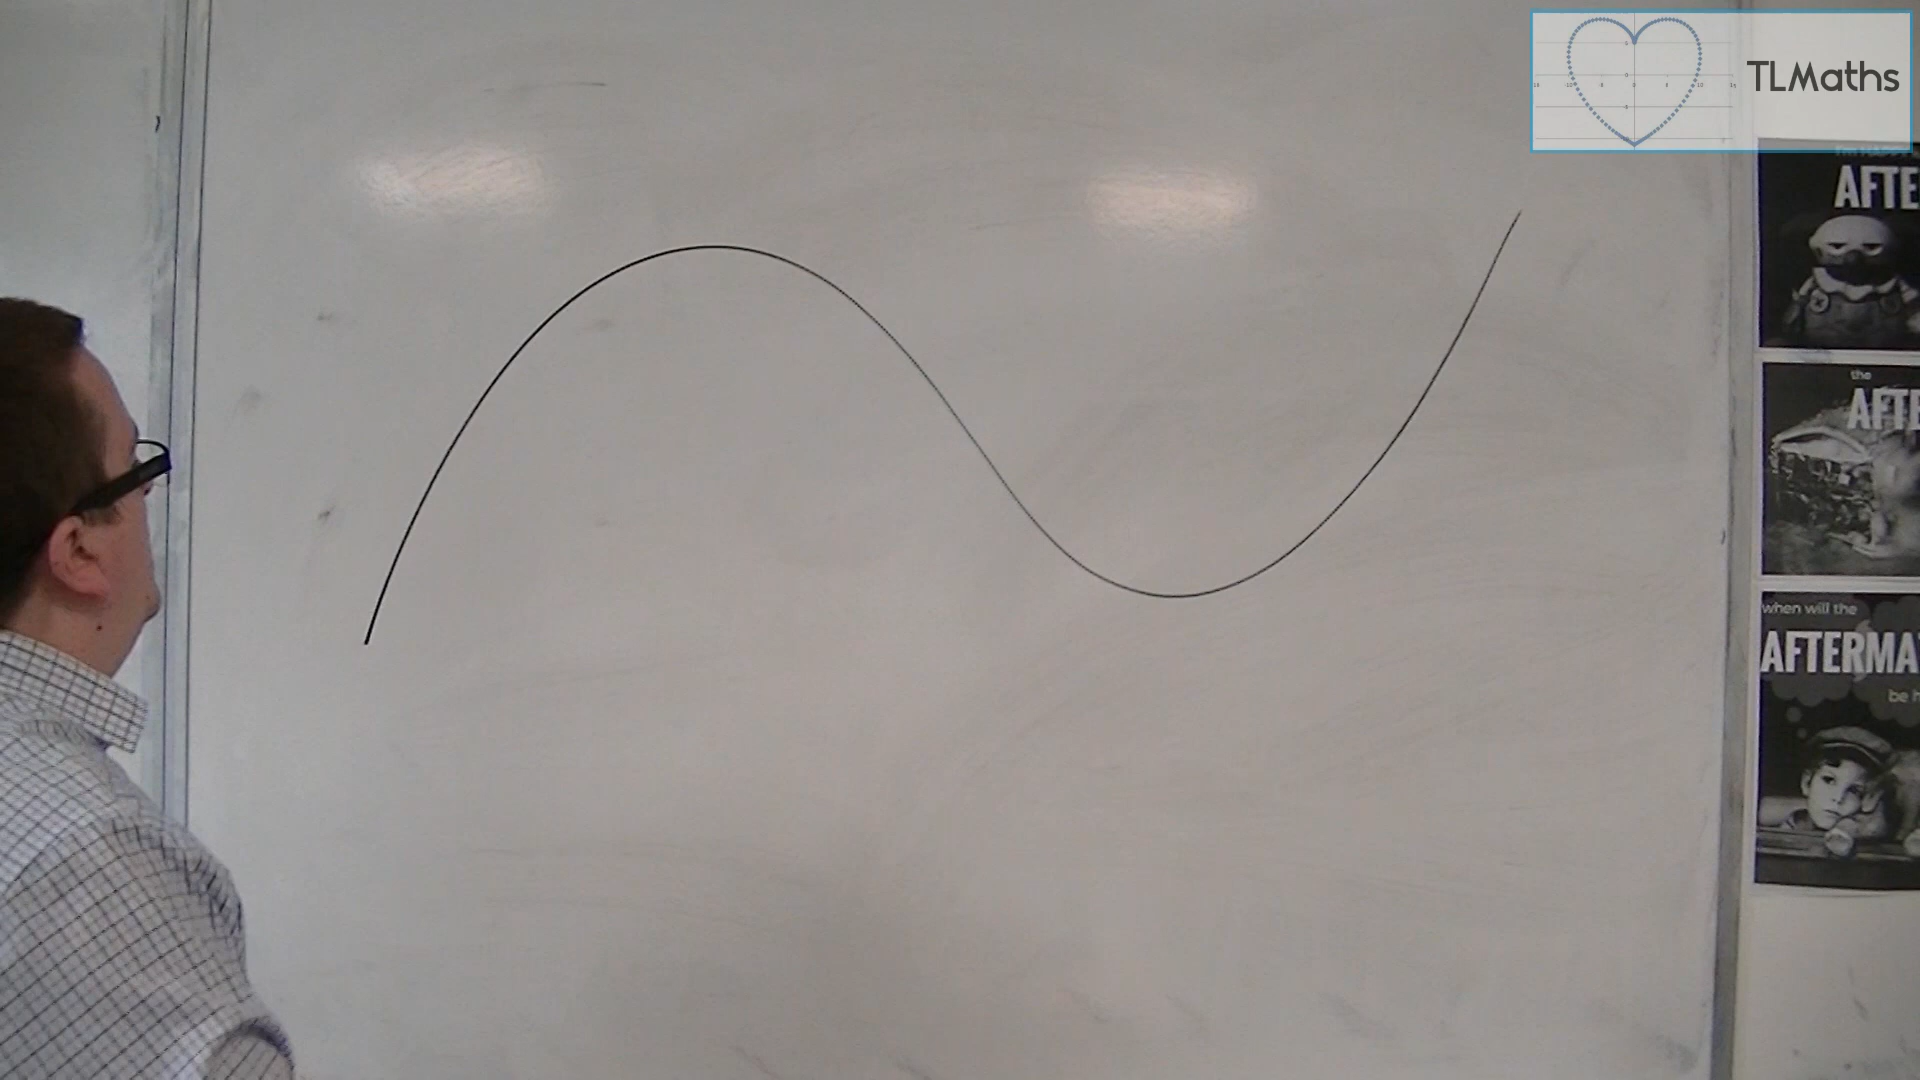 TLMaths
AFTE
the
AFTE
when will the
AFTERMA
be h